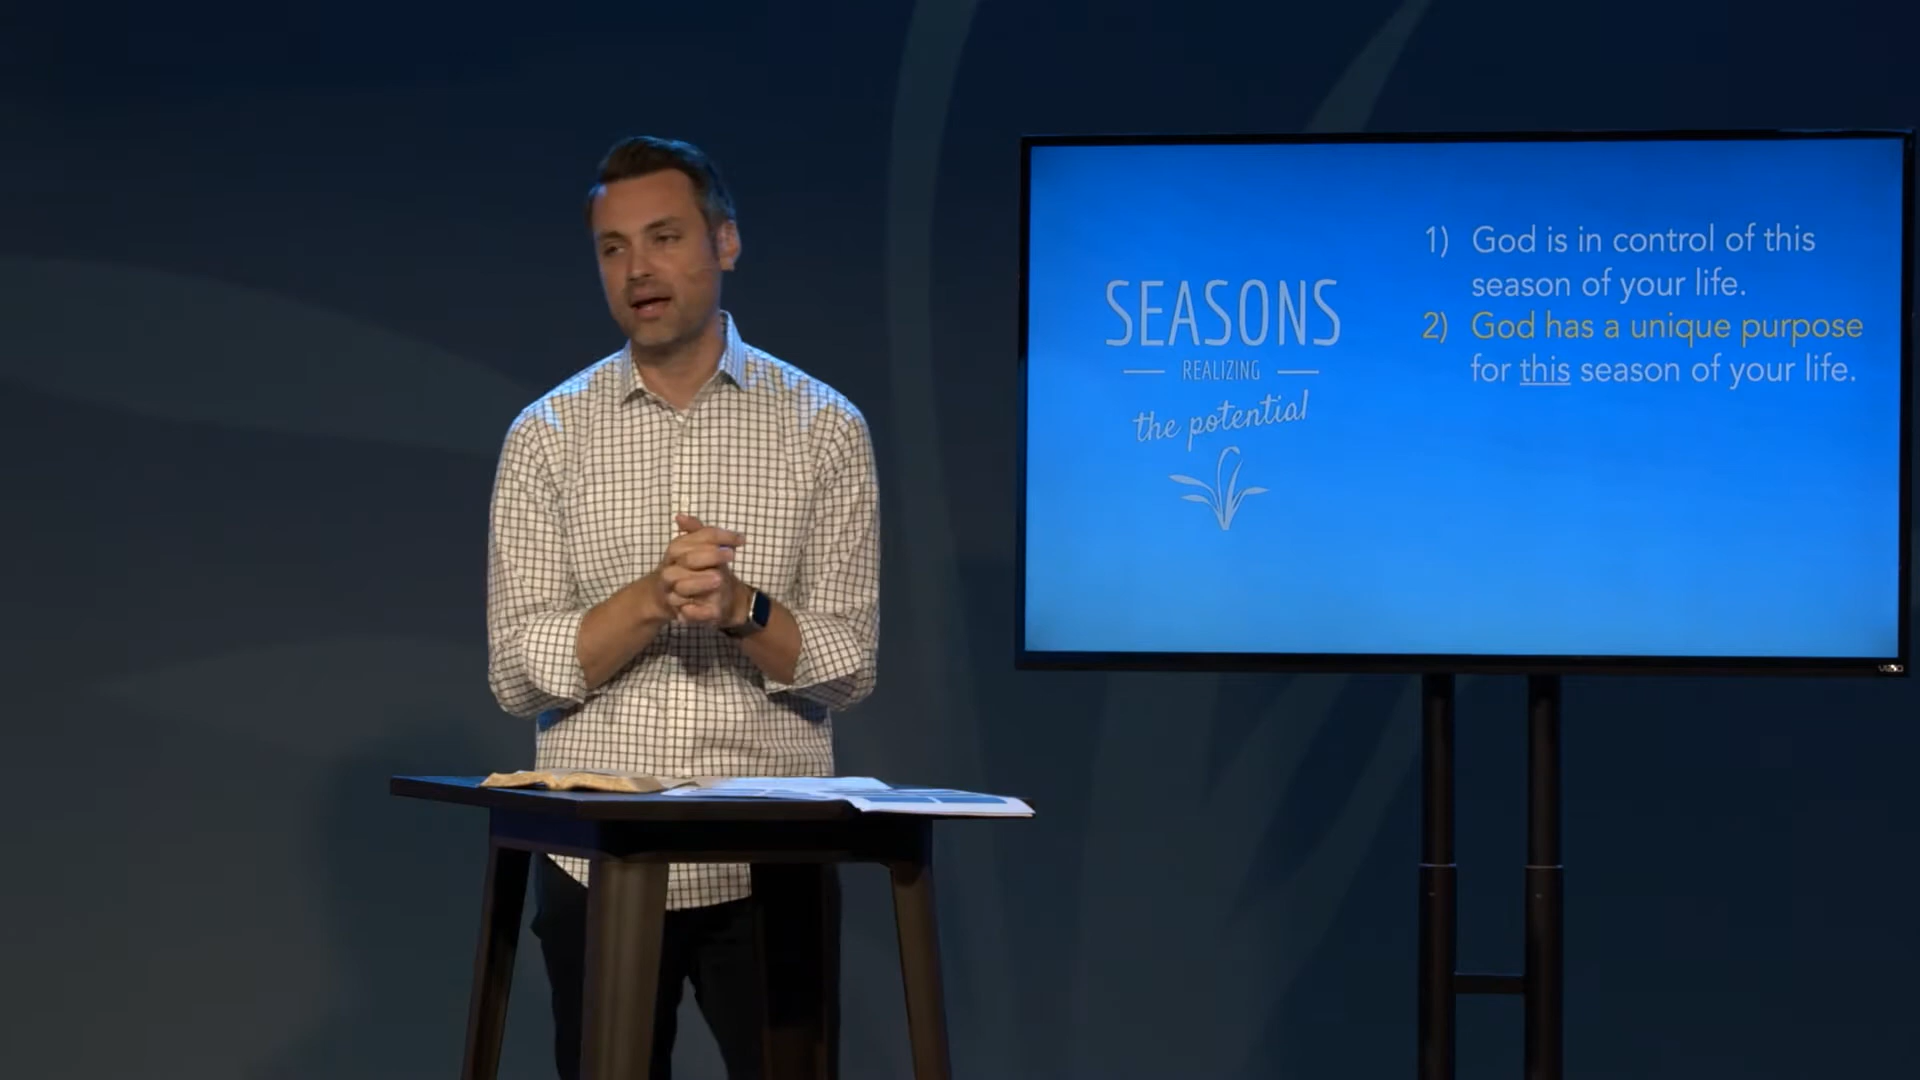 SEASONS
REALIZING
the potential
1) God is in control of this
season of your life.
2) God has a unique purpose
for this season of your life.
VIZIO